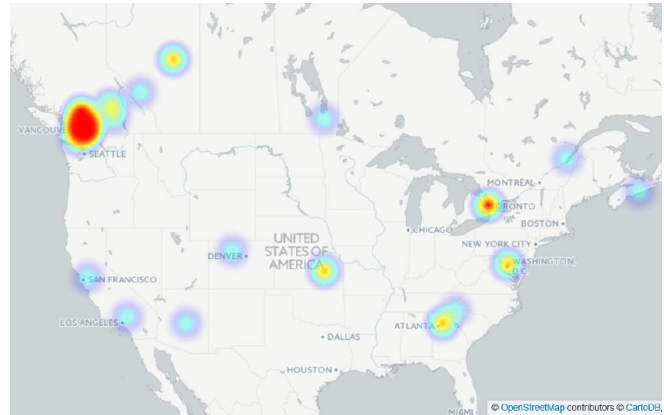 VANCOUVE
SEATTLE
MONTRÉAL
TORONTO
CHICAGO
BOSTON
NEW YORK CITY
UNITED
STATES OF
AMERICA
DENVER
WASHINGTON,
D.C.
SAN FRANCISCO
LOS ANGELES
ATLANTA
DALLAS
HOUSTON
MIAMI
© OpenStreetMap contributors © CartoDB,